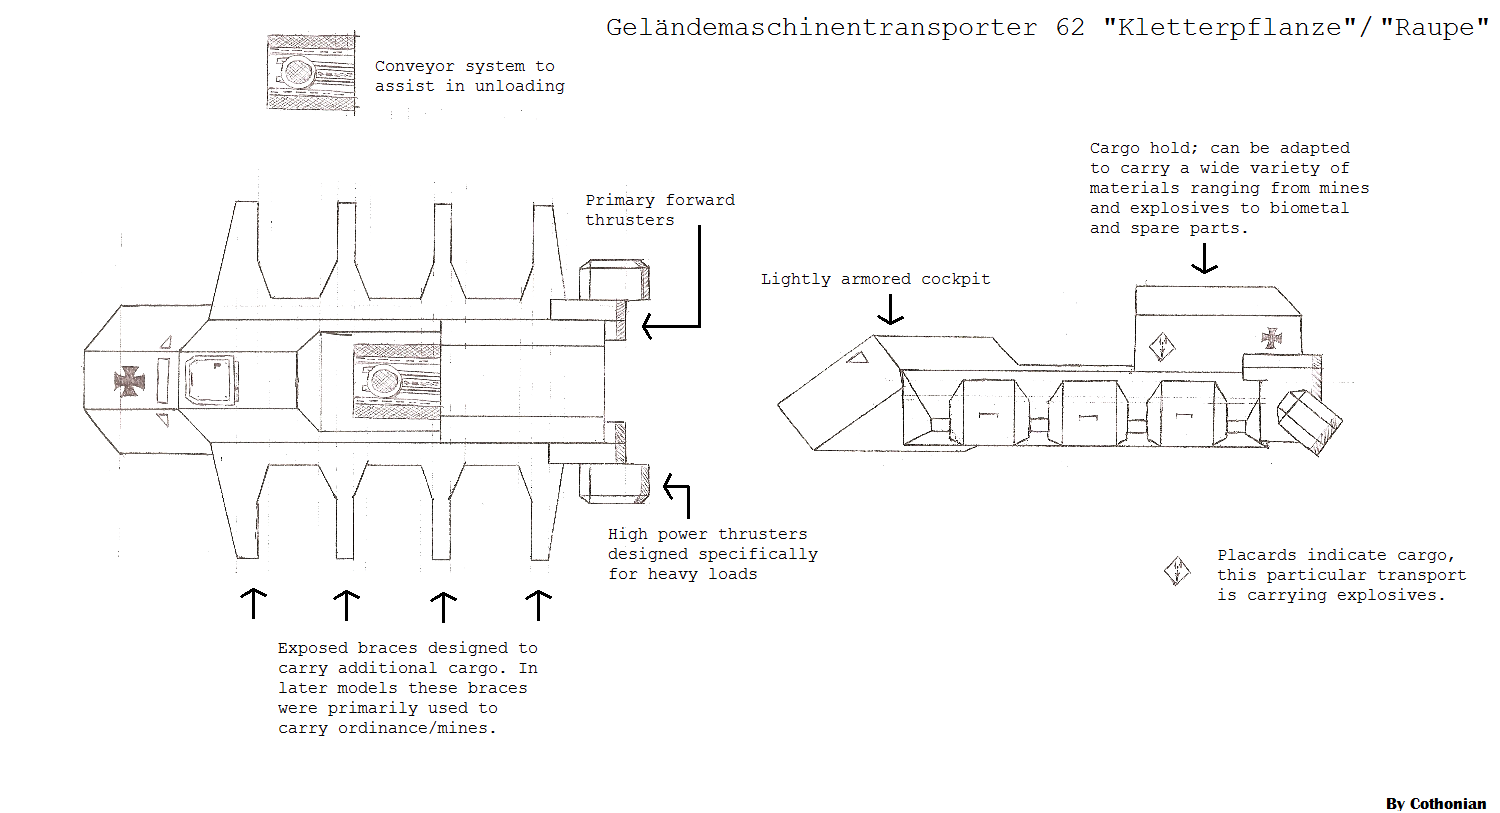 Geländemaschinentransporter 62 "Kletterpflanze"/ "Raupe"
Conveyor system to
assist in unloading
Primary forward
thrusters
Cargo hold; can be adapted
to carry a wide variety of
materials ranging from mines
and explosives to biometal
and spare parts.
Lightly armored cockpit
High power thrusters
designed specifically
for heavy loads
Placards indicate cargo,
this particular transport
is carrying explosives.
Exposed braces designed to
carry additional cargo. In
later models these braces
were primarily used to
carry ordinance/mines.
By Cothonian